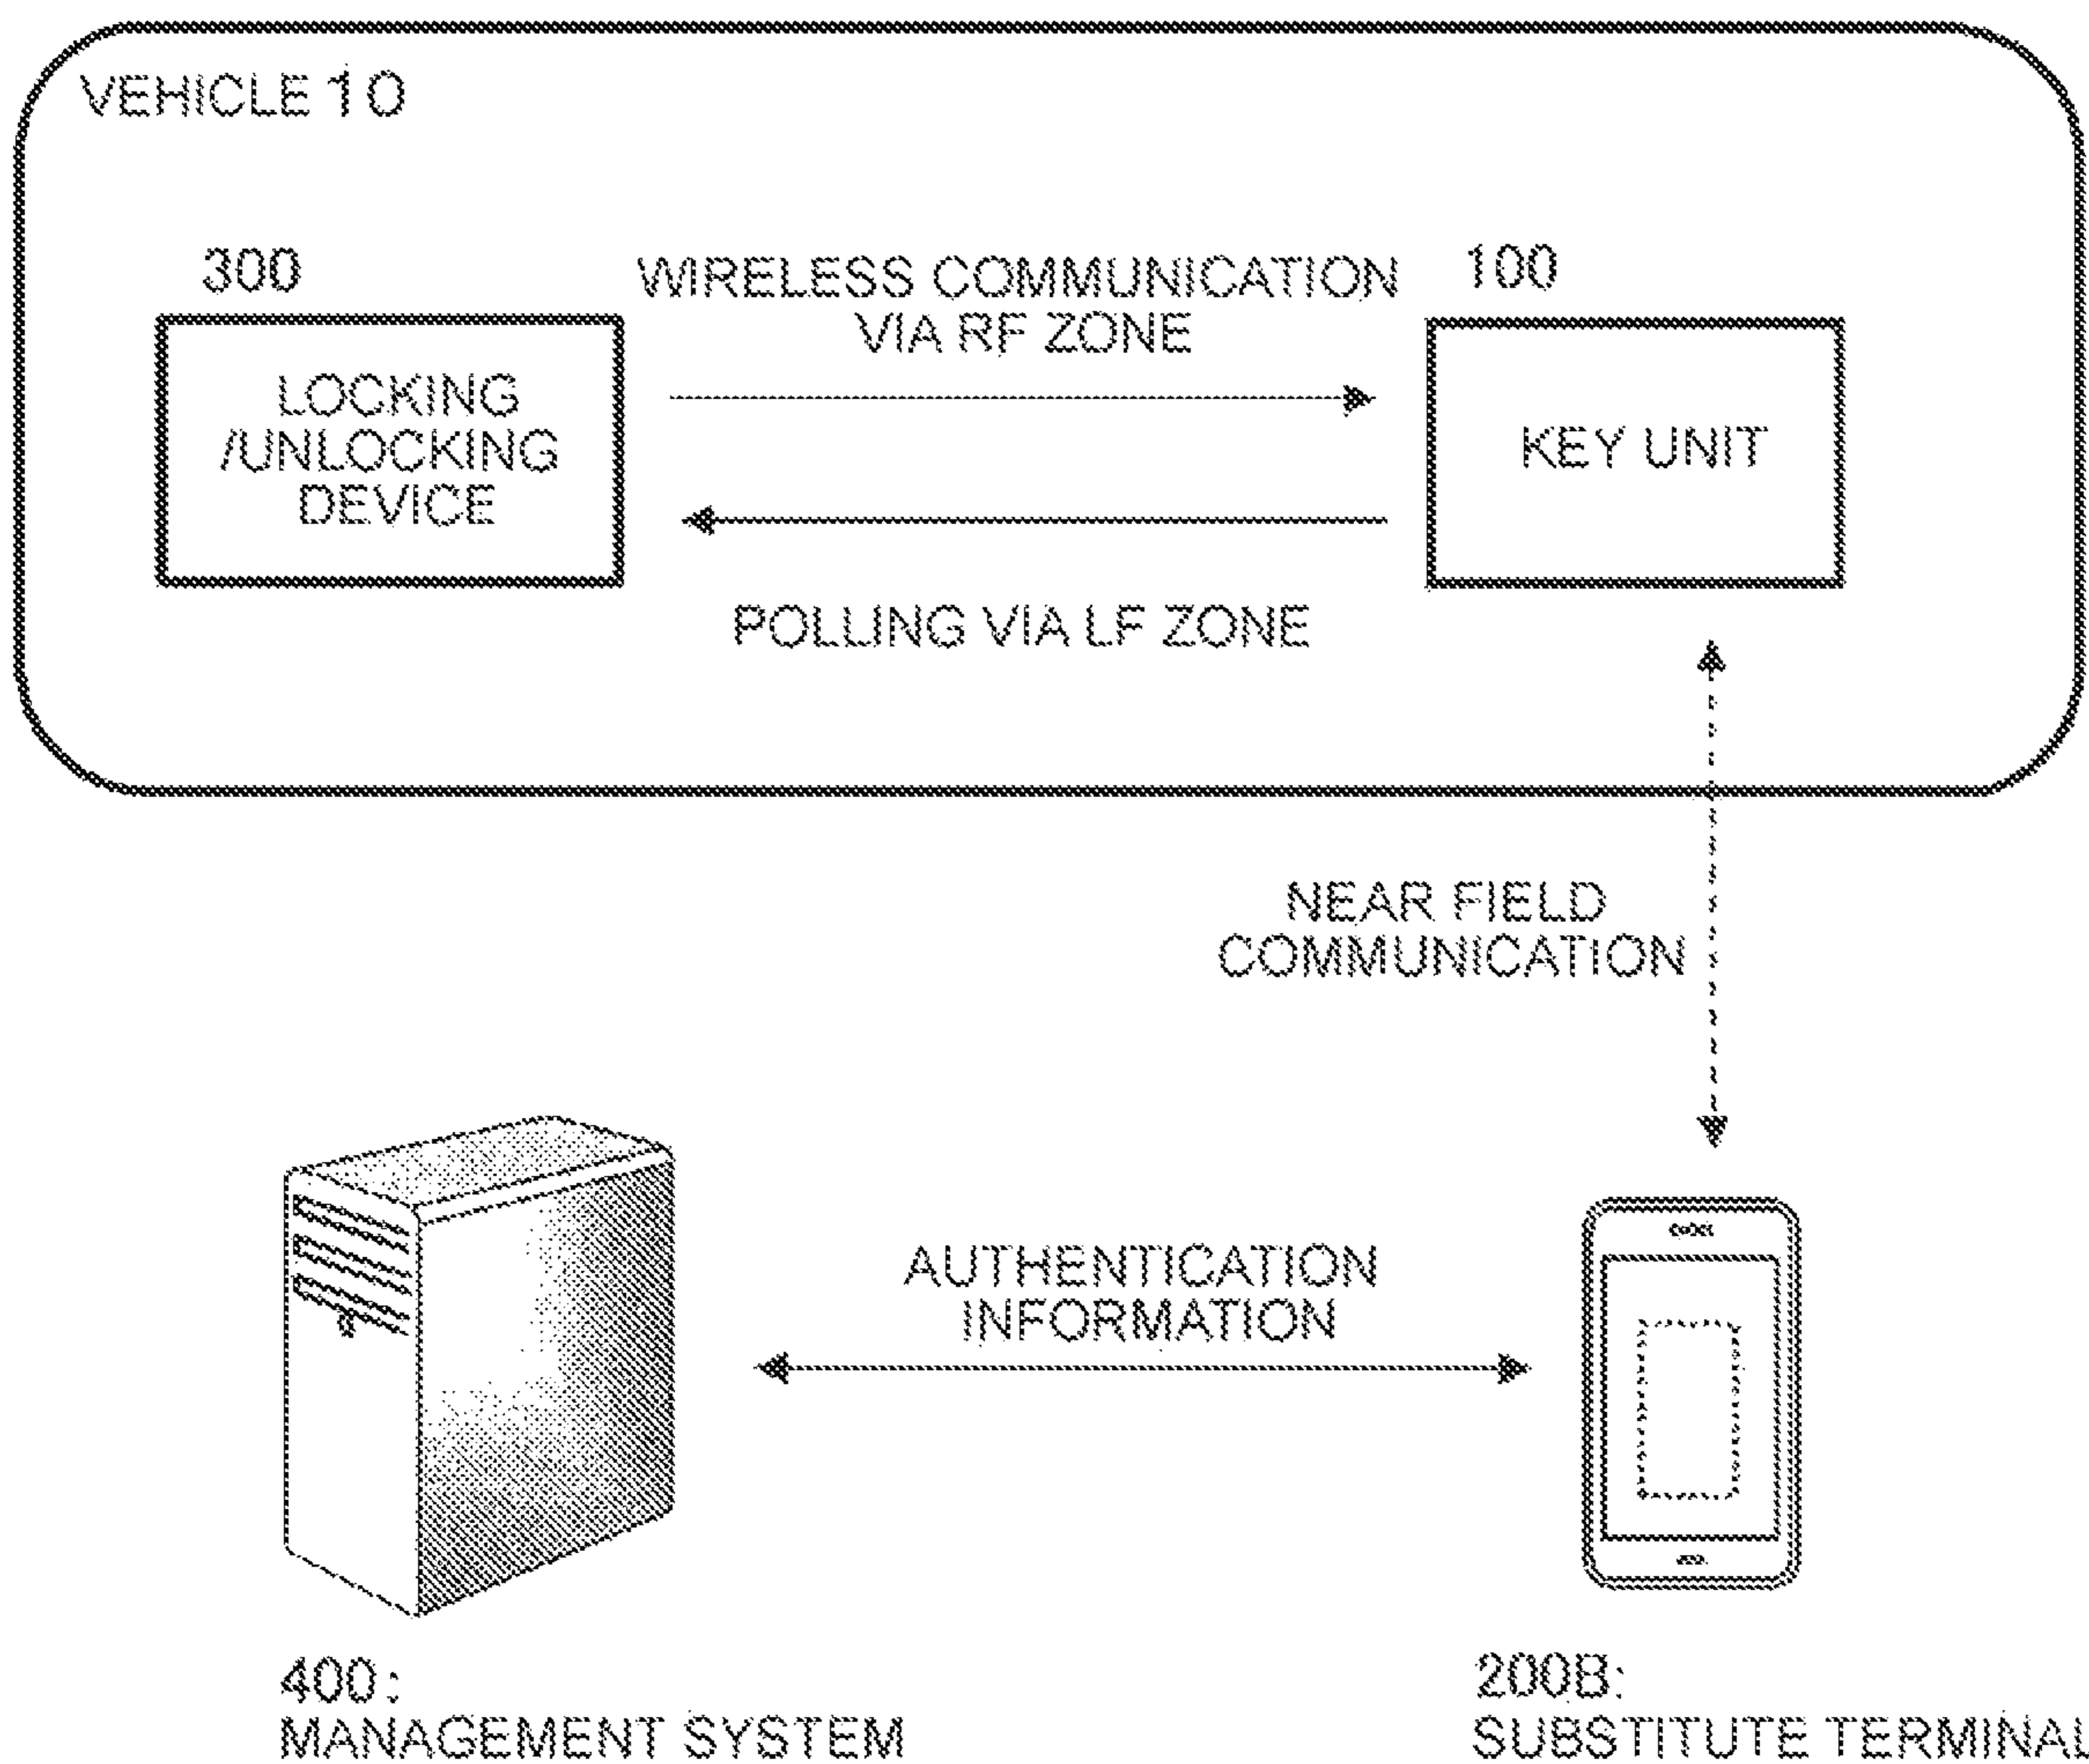 VEHICLE 10
300
WIRELESS COMMUNICATION
VIA RF ZONE
100
LOCKING
/UNLOCKING
DEVICE
KEY UNIT
POLLING VIA LF ZONE
NEAR FIELD
COMMUNICATION
AUTHENTICATION
INFORMATION
400:
MANAGEMENT SYSTEM
200B:
SUBSTITUTE TERMINAL